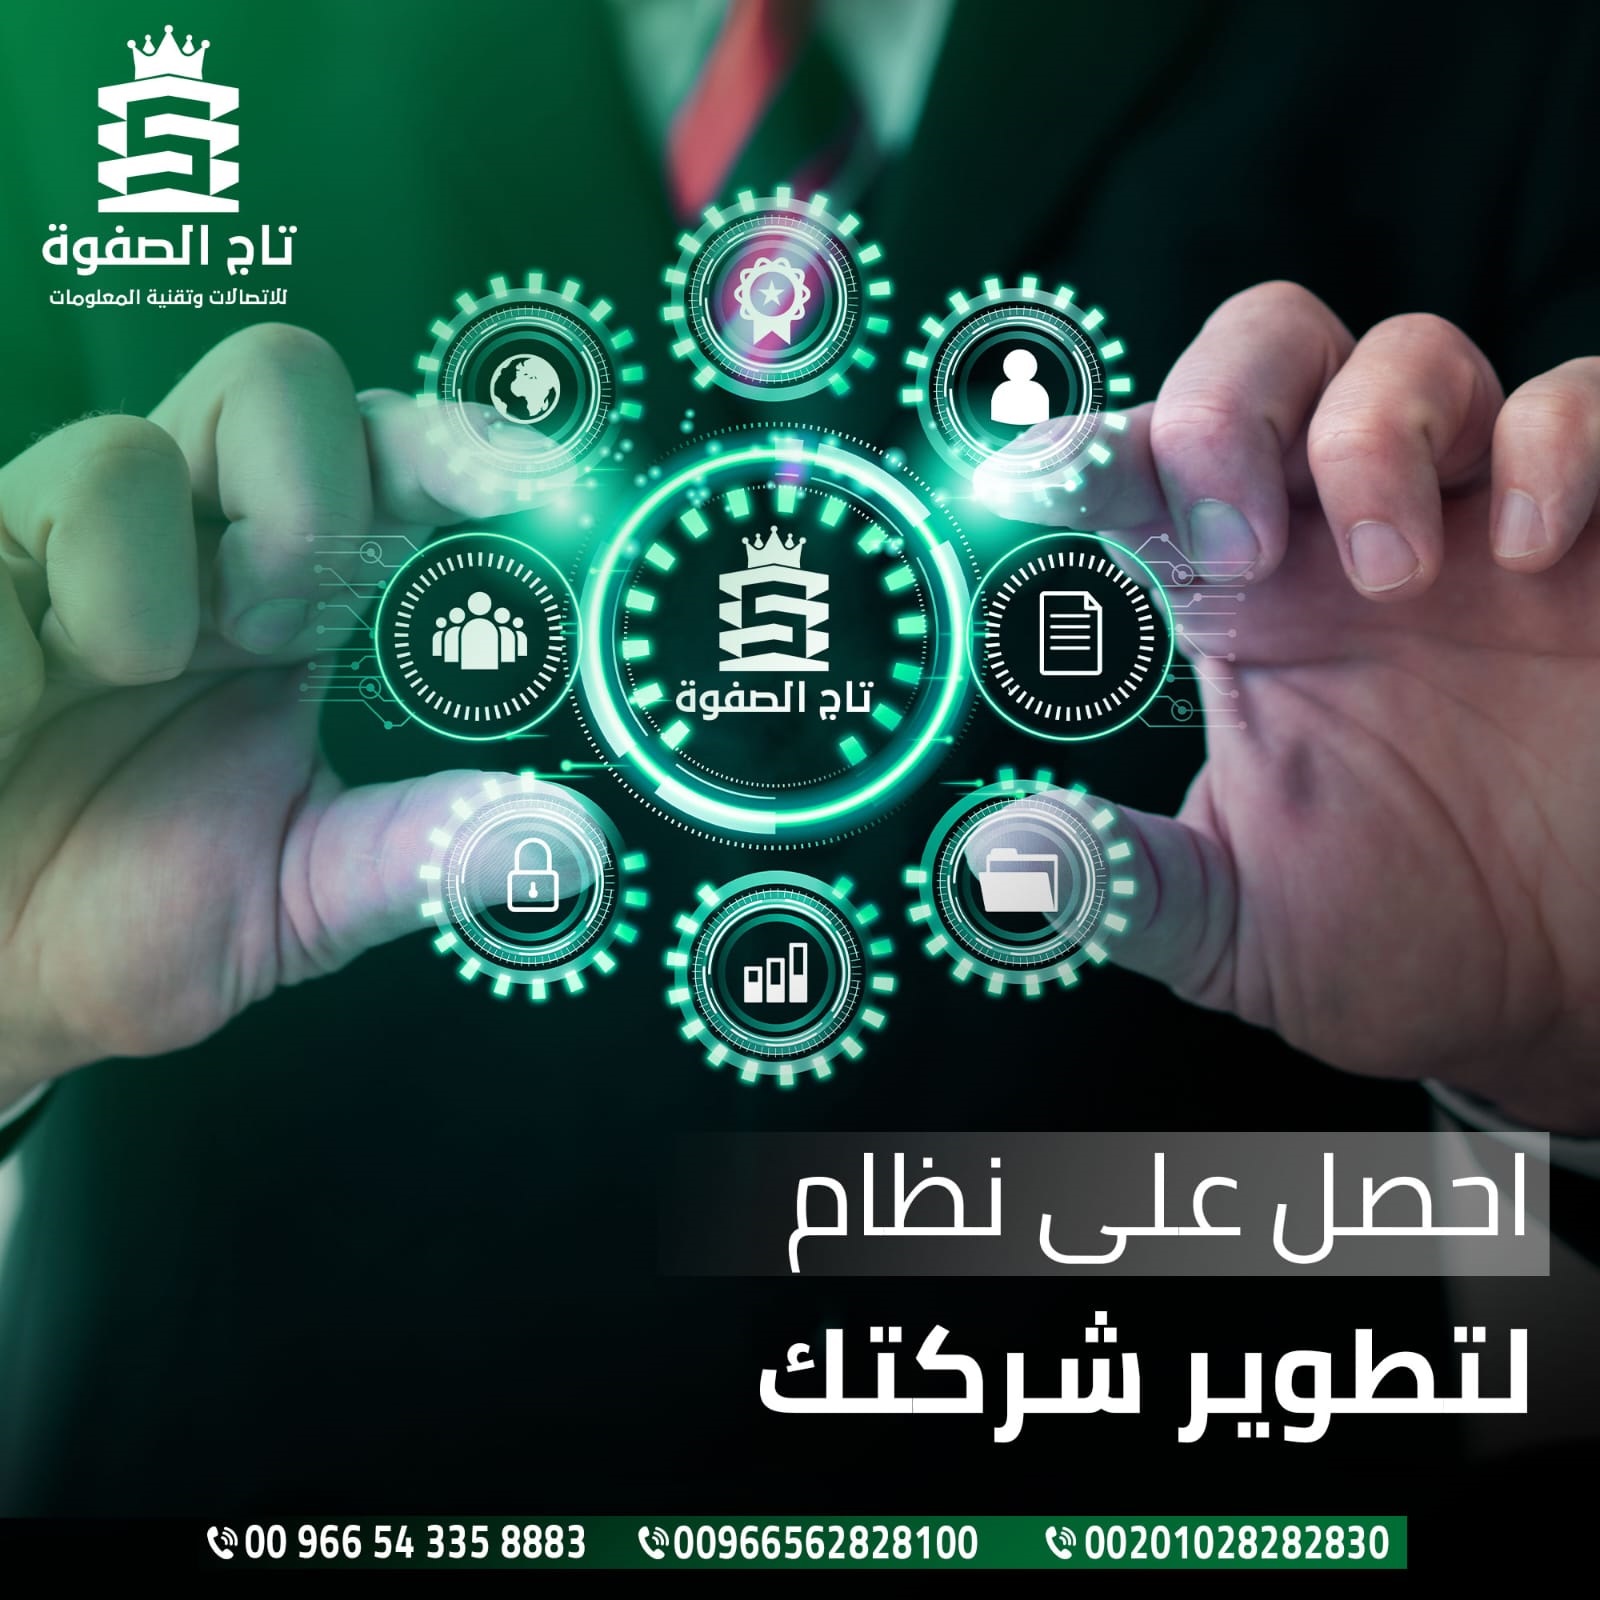 تاج الصفوة
للاتصالات وتقنية المعلومات
تاج الصفوة
احصل على نظام
لتطوير شركتك
00 966 54 335 8883
00966562828100
00201028282830